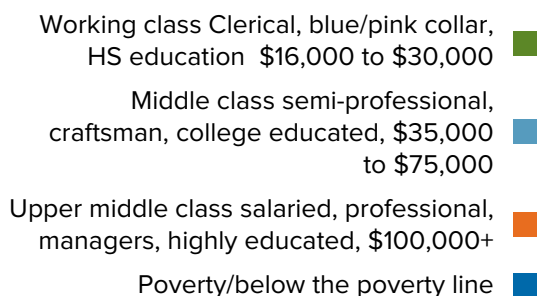 Working class Clerical, blue/pink collar,
HS education $16,000 to $30,000
Middle class semi-professional,
craftsman, college educated, $35,000
to $75,000
Upper middle class salaried, professional,
managers, highly educated, $100,000+
Poverty/below the poverty line